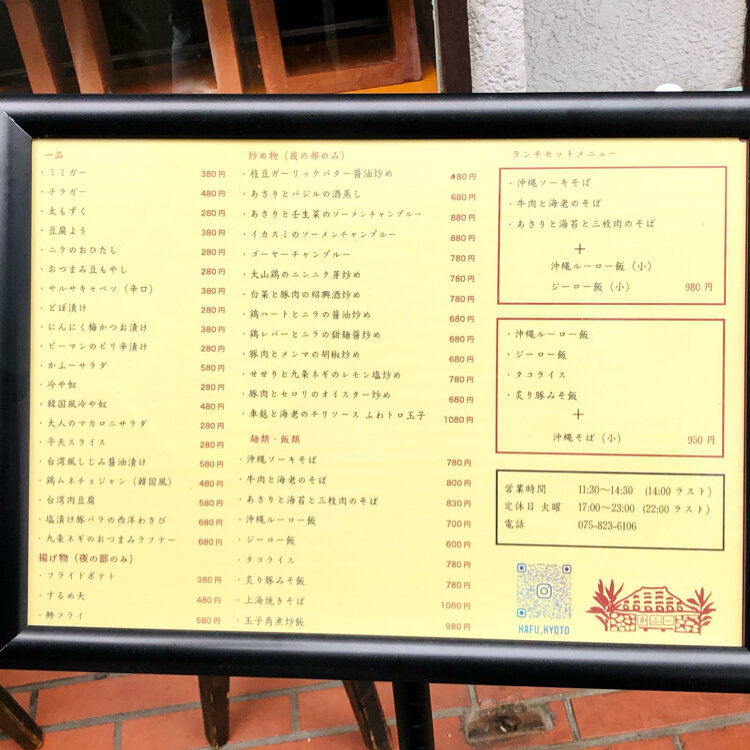 一品
・ミミガー 380円
・チラガー 480円
・太もずく 280円
・豆腐よう 380円
・ニラのおひたし 280円
・おつまみ豆もやし 280円
・サルサキャベツ（辛口） 380円
・どぼ漬け 280円
・にんにく梅かつお漬け 380円
・ピーマンのピリ辛漬け 280円
・かふーサラダ 580円
・冷や奴 280円
・韓国風冷や奴 480円
・大人のマカロニサラダ 280円
・平天スライス 280円
・台湾風しじみ醤油漬け 580円
・鶏ムネチョジャン（韓国風） 480円
・台湾肉豆腐 580円
・塩漬け豚バラの西洋わさび 680円
・九条ネギのおつまみラフテー 680円
揚げ物（夜の部のみ）
・フライドポテト 380円
・するめ天 480円
・鯵フライ 580円
炒め物（夜の部のみ）
・枝豆ガーリックバター醤油炒め 480円
・あさりとバジルの酒蒸し 680円
・あさりと壬生菜のソーメンチャンプルー 880円
・イカスミのソーメンチャンプルー 880円
・ゴーヤーチャンプルー 780円
・大山鶏のニンニク芽炒め 780円
・白菜と豚肉の紹興酒炒め 780円
・鶏ハートとニラの醤油炒め 680円
・鶏レバーとニラの甜麺醤炒め 680円
・豚肉とメンマの胡椒炒め 680円
・せせりと九条ネギのレモン塩炒め 780円
・豚肉とセロリのオイスター炒め 680円
・車麩と海老のチリソース ふわトロ玉子 1080円
麺類・飯類
・沖縄ソーキそば 780円
・牛肉と海老のそば 800円
・あさりと海苔と三枚肉のそば 830円
・沖縄ルーロー飯 700円
・ジーロー飯 600円
・タコライス 780円
・炙り豚みそ飯 780円
・上海焼きそば 1080円
・玉子角煮炒飯 980円
ランチセットメニュー
・沖縄ソーキそば
・牛肉と海老のそば
・あさりと海苔と三枚肉のそば
＋
沖縄ルーロー飯（小）
ジーロー飯（小） 980円
・沖縄ルーロー飯
・ジーロー飯
・タコライス
・炙り豚みそ飯
＋
沖縄そば（小） 950円
営業時間 11:30〜14:30 (14:00 ラスト)
定休日 火曜 17:00〜23:00 (22:00 ラスト)
電話 075-823-6106
KAFU_KYOTO
かふー